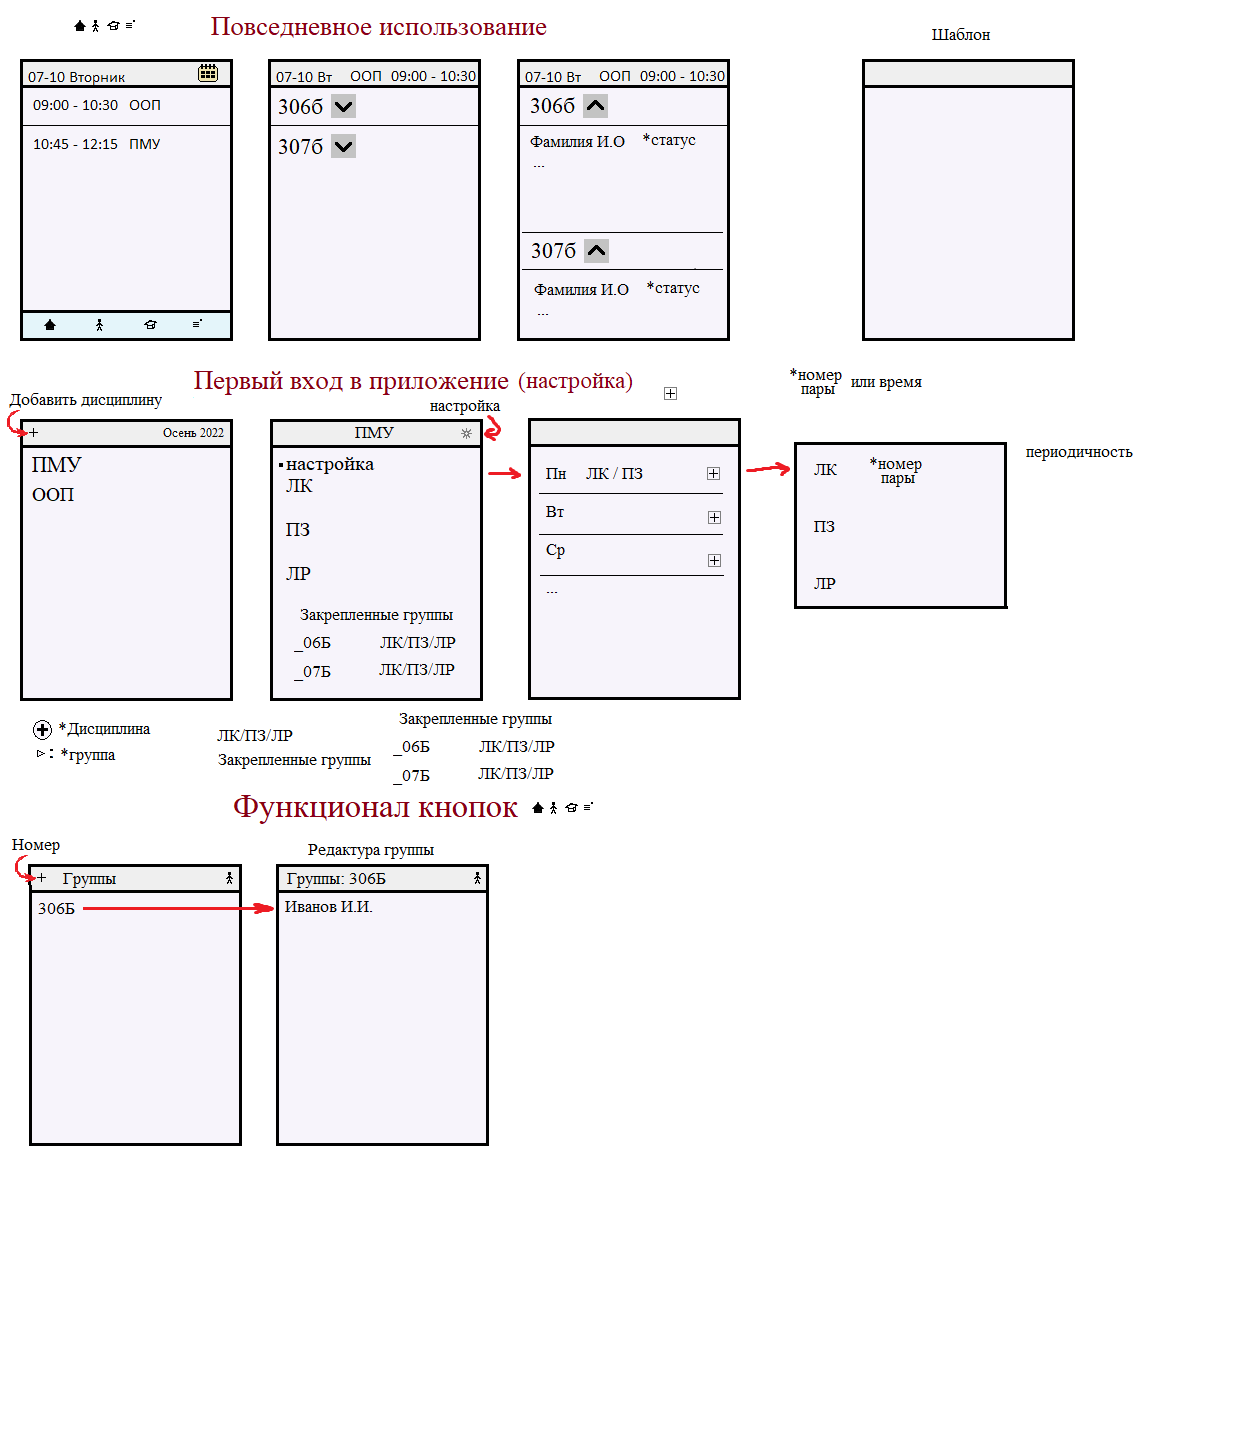 Повседневное использование
Шаблон
07-10 Вторник
09:00 - 10:30 ООП
10:45 - 12:15 ПМУ
07-10 Вт ООП 09:00 - 10:30
306б
307б
07-10 Вт ООП 09:00 - 10:30
306б
Фамилия И.О *статус
...
307б
Фамилия И.О *статус
...
Первый вход в приложение (настройка)
*номер
пары или время
Добавить дисциплину
+ Осень 2022
ПМУ
ООП
настройка
ПМУ
настройка
ЛК
ПЗ
ЛР
Закрепленные группы
_06Б ЛК/ПЗ/ЛР
_07Б ЛК/ПЗ/ЛР
Пн ЛК / ПЗ
Вт
Ср
...
ЛК *номер
пары
ПЗ
ЛР
периодичность
*Дисциплина
: *группа
ЛК/ПЗ/ЛР
Закрепленные группы
Закрепленные группы
_06Б ЛК/ПЗ/ЛР
_07Б ЛК/ПЗ/ЛР
Функционал кнопок
Номер
+ Группы
306Б
Редактура группы
Группы: 306Б
Иванов И.И.